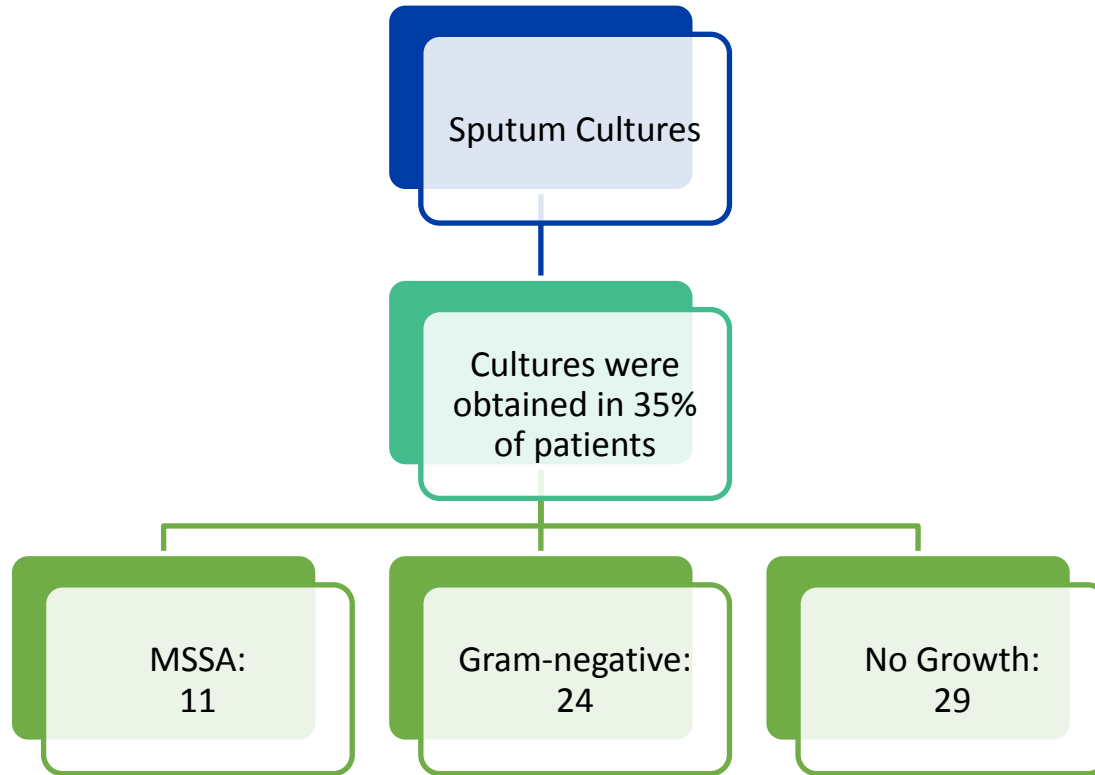 Sputum Cultures
Cultures were
obtained in 35%
of patients
MSSA:
11
Gram-negative:
24
No Growth:
29